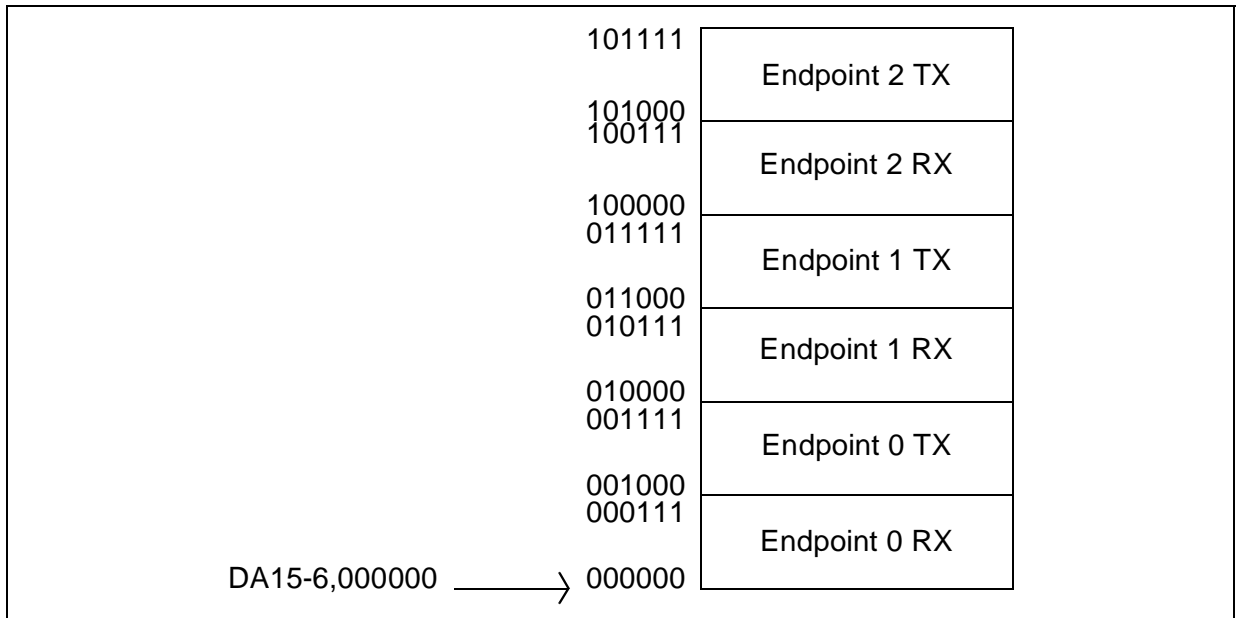 101111
Endpoint 2 TX
101000
100111
Endpoint 2 RX
100000
011111
Endpoint 1 TX
011000
010111
Endpoint 1 RX
010000
001111
Endpoint 0 TX
001000
000111
Endpoint 0 RX
DA15-6,000000 000000